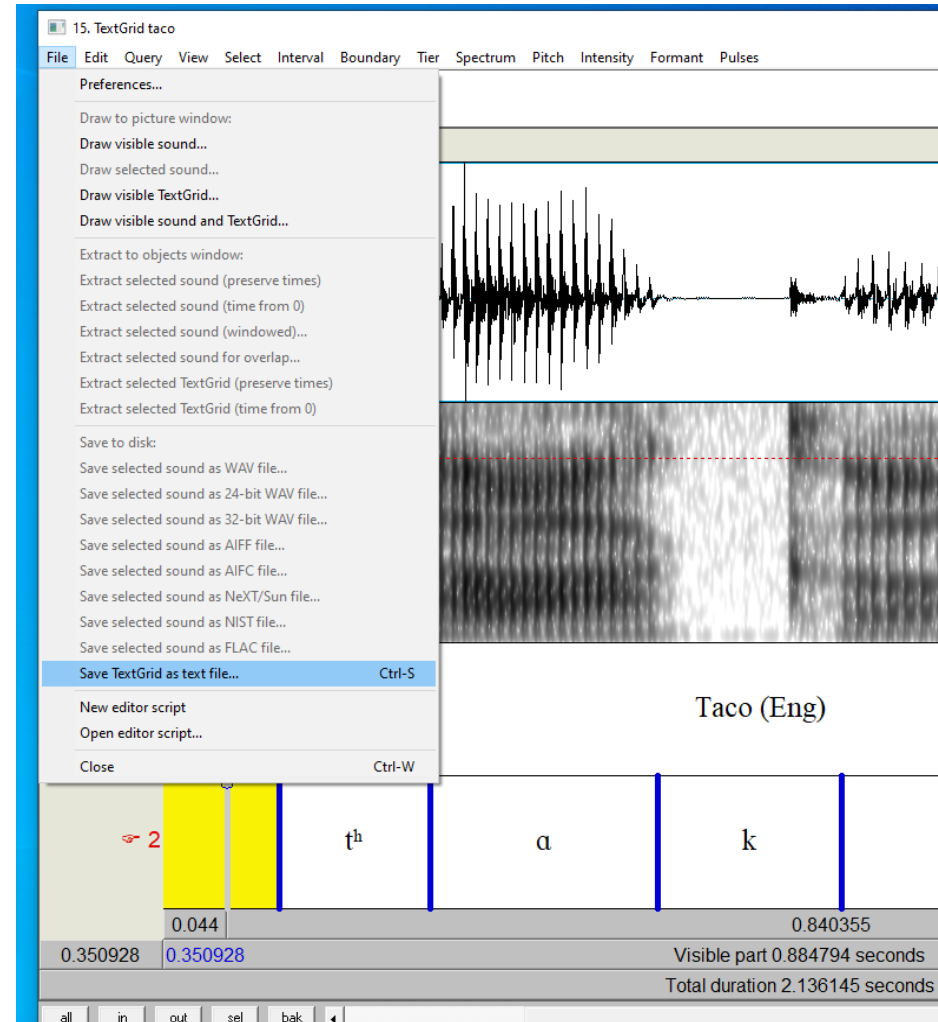 15. TextGrid taco
File Edit Query View Select Interval Boundary Tier Spectrum Pitch Intensity Formant Pulses
Preferences...
Draw to picture window:
Draw visible sound...
Draw selected sound...
Draw visible TextGrid...
Draw visible sound and TextGrid...
Extract to objects window:
Extract selected sound (preserve times)
Extract selected sound (time from 0)
Extract selected sound (windowed)...
Extract selected sound for overlap...
Extract selected TextGrid (preserve times)
Extract selected TextGrid (time from 0)
Save to disk:
Save selected sound as WAV file...
Save selected sound as 24-bit WAV file...
Save selected sound as 32-bit WAV file...
Save selected sound as AIFF file...
Save selected sound as AIFC file...
Save selected sound as NeXT/Sun file...
Save selected sound as NIST file...
Save selected sound as FLAC file...
Save TextGrid as text file... Ctrl-S
New editor script
Open editor script...
Close Ctrl-W
Taco (Eng)
☞ 2 tʰ ɑ k
0.044 0.840355
0.350928 0.350928 Visible part 0.884794 seconds
Total duration 2.136145 seconds
all in out sel bak